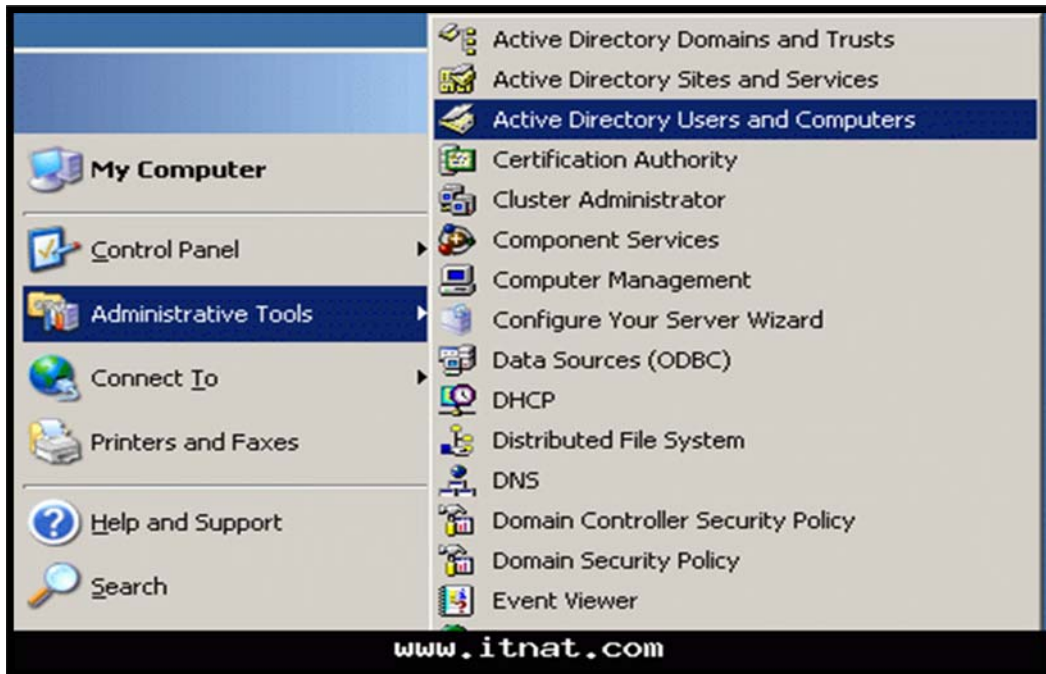 My Computer
Control Panel
Administrative Tools
Connect To
Printers and Faxes
Help and Support
Search
Active Directory Domains and Trusts
Active Directory Sites and Services
Active Directory Users and Computers
Certification Authority
Cluster Administrator
Component Services
Computer Management
Configure Your Server Wizard
Data Sources (ODBC)
DHCP
Distributed File System
DNS
Domain Controller Security Policy
Domain Security Policy
Event Viewer
www.itnat.com